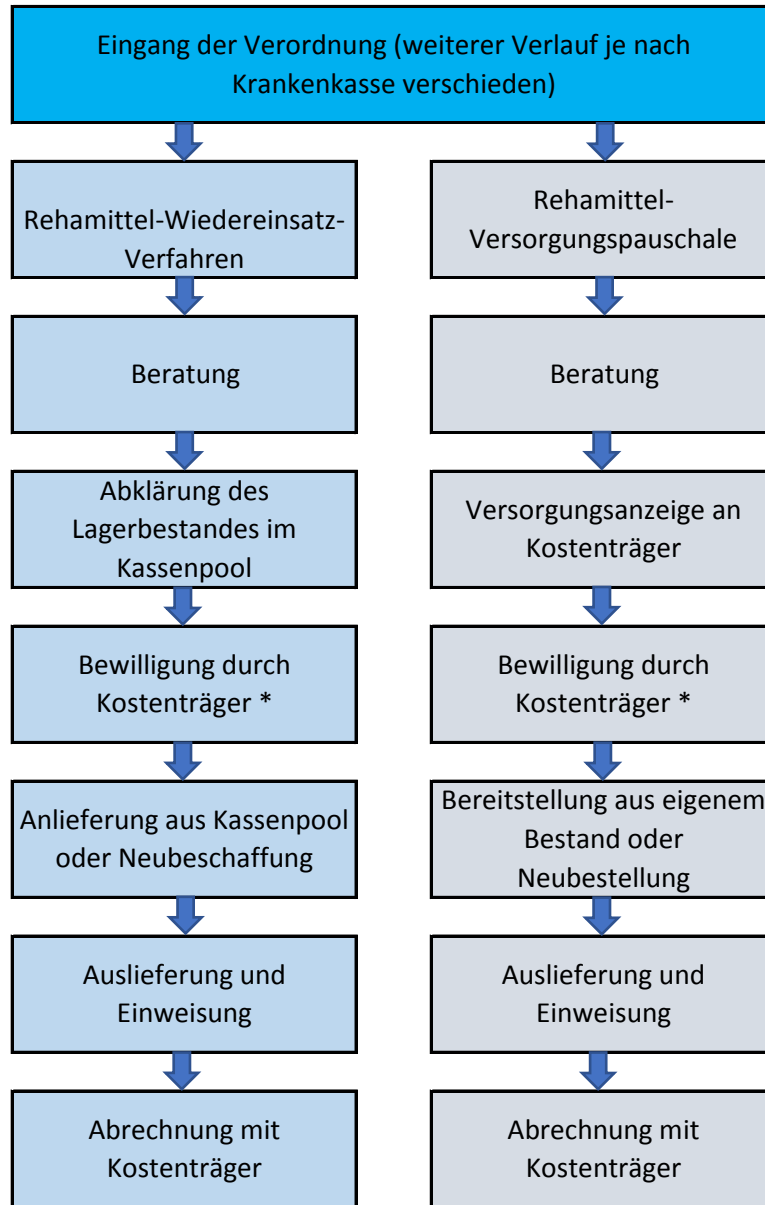 Eingang der Verordnung (weiterer Verlauf je nach
Krankenkasse verschieden)
Rehamittel-Wiedereinsatz-
Verfahren
Beratung
Abklärung des
Lagerbestandes im
Kassenpool
Bewilligung durch
Kostenträger *
Anlieferung aus Kassenpool
oder Neubeschaffung
Auslieferung und
Einweisung
Abrechnung mit
Kostenträger
Rehamittel-
Versorgungspauschale
Beratung
Versorgungsanzeige an
Kostenträger
Bewilligung durch
Kostenträger *
Bereitstellung aus eigenem
Bestand oder
Neubestellung
Auslieferung und
Einweisung
Abrechnung mit
Kostenträger